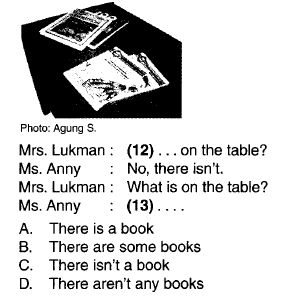 Photo: Agung S.
Mrs. Lukman : (12) . . . on the table?
Ms. Anny : No, there isn't.
Mrs. Lukman : What is on the table?
Ms. Anny : (13) . . . .
A. There is a book
B. There are some books
C. There isn't a book
D. There aren't any books